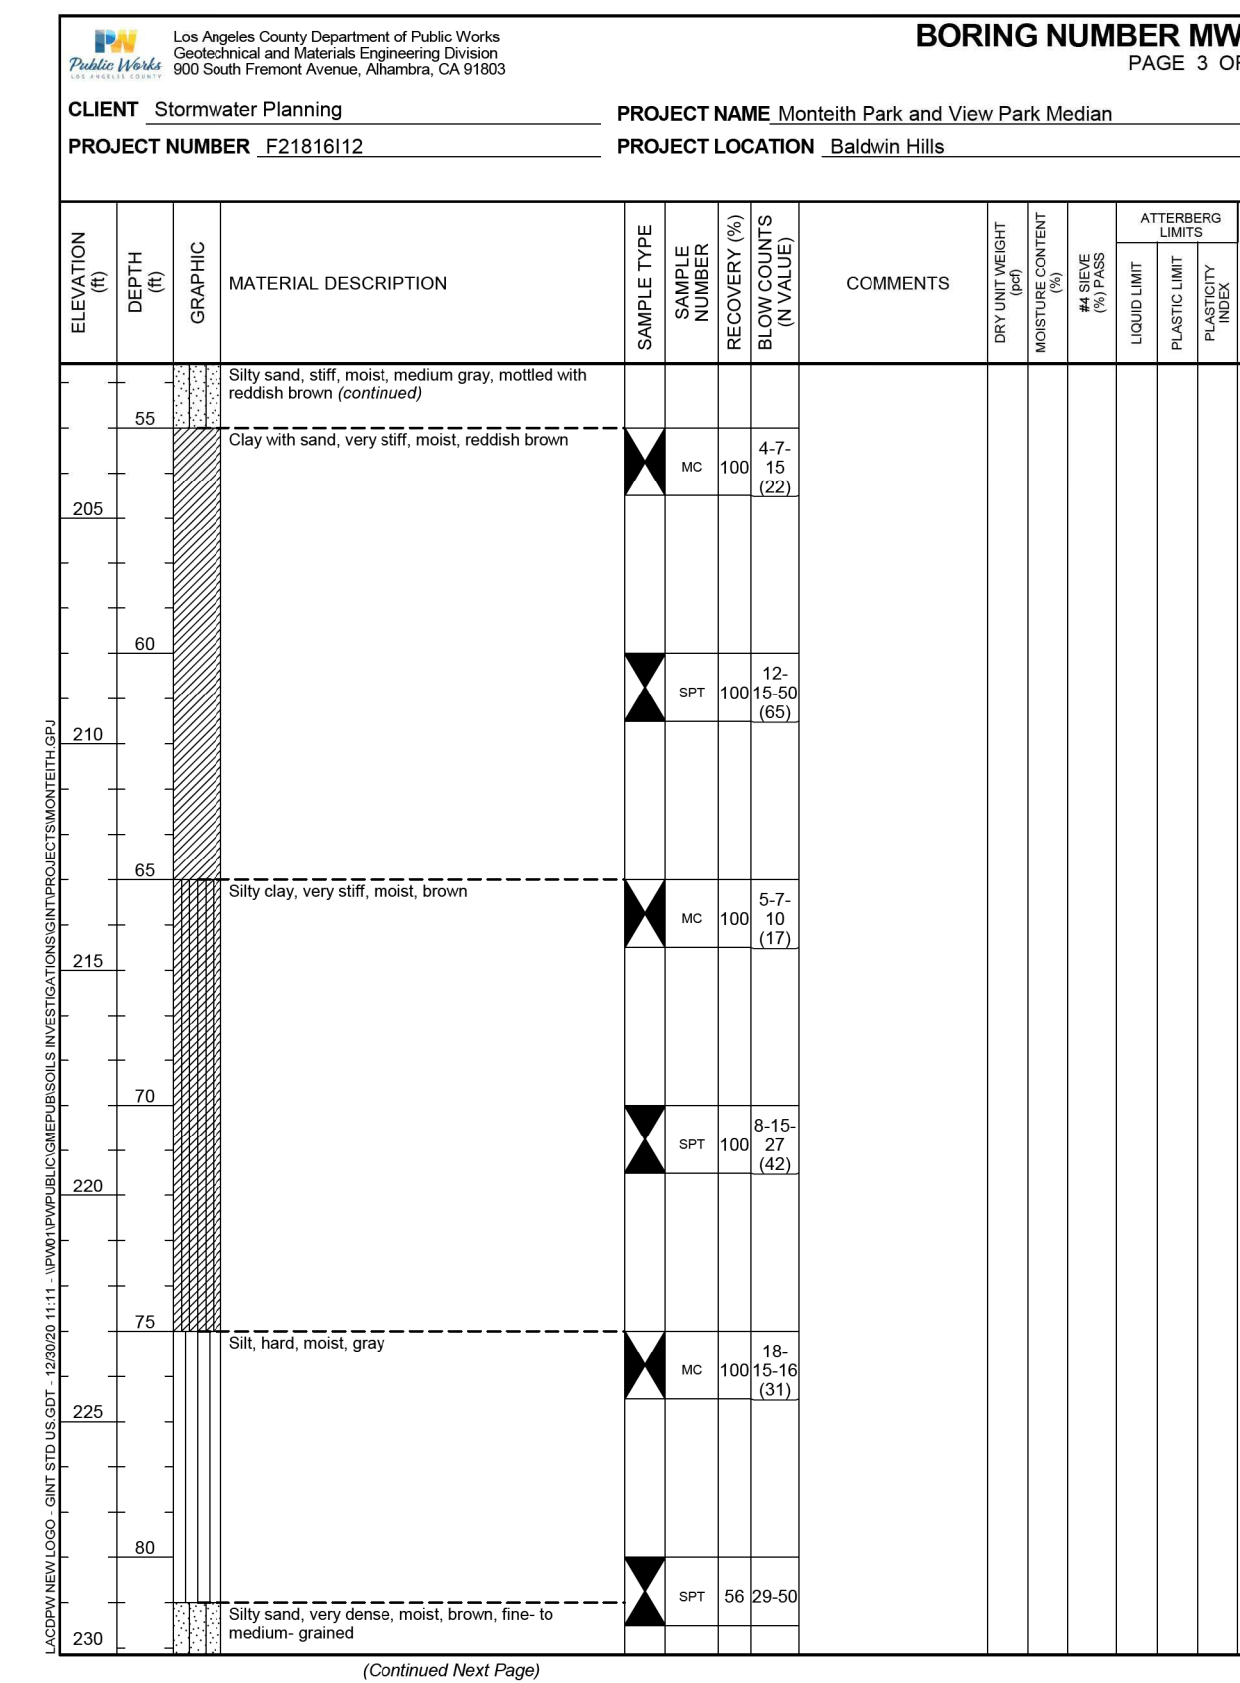 PW
Public Works
LOS ANGELES COUNTY
Los Angeles County Department of Public Works
Geotechnical and Materials Engineering Division
900 South Fremont Avenue, Alhambra, CA 91803
BORING NUMBER MW
PAGE 3 OF
CLIENT Stormwater Planning
PROJECT NAME Monteith Park and View Park Median
PROJECT NUMBER F21816I12
PROJECT LOCATION Baldwin Hills
ELEVATION
(ft)
DEPTH
(ft)
GRAPHIC
MATERIAL DESCRIPTION
SAMPLE TYPE
SAMPLE
NUMBER
RECOVERY (%)
BLOW COUNTS
(N VALUE)
COMMENTS
DRY UNIT WEIGHT
(pcf)
MOISTURE CONTENT
(%)
#4 SIEVE
(%) PASS
ATTERBERG
LIMITS
LIQUID LIMIT
PLASTIC LIMIT
PLASTICITY
INDEX
Silty sand, stiff, moist, medium gray, mottled with
reddish brown (continued)
55
Clay with sand, very stiff, moist, reddish brown
MC 100
4-7-
15
(22)
205
60
SPT 100
12-
15-50
(65)
210
65
Silty clay, very stiff, moist, brown
MC 100
5-7-
10
(17)
215
70
SPT 100
8-15-
27
(42)
220
75
Silt, hard, moist, gray
MC 100
18-
15-16
(31)
225
80
SPT 56 29-50
Silty sand, very dense, moist, brown, fine- to
medium- grained
230
(Continued Next Page)
LACDPW NEW LOGO - GINT STD US.GDT - 12/30/20 11:11 - \\PW01\PWPUBLIC\GMEPUB\SOILS INVESTIGATIONS\GINT\PROJECTS\MONTEITH.GPJ